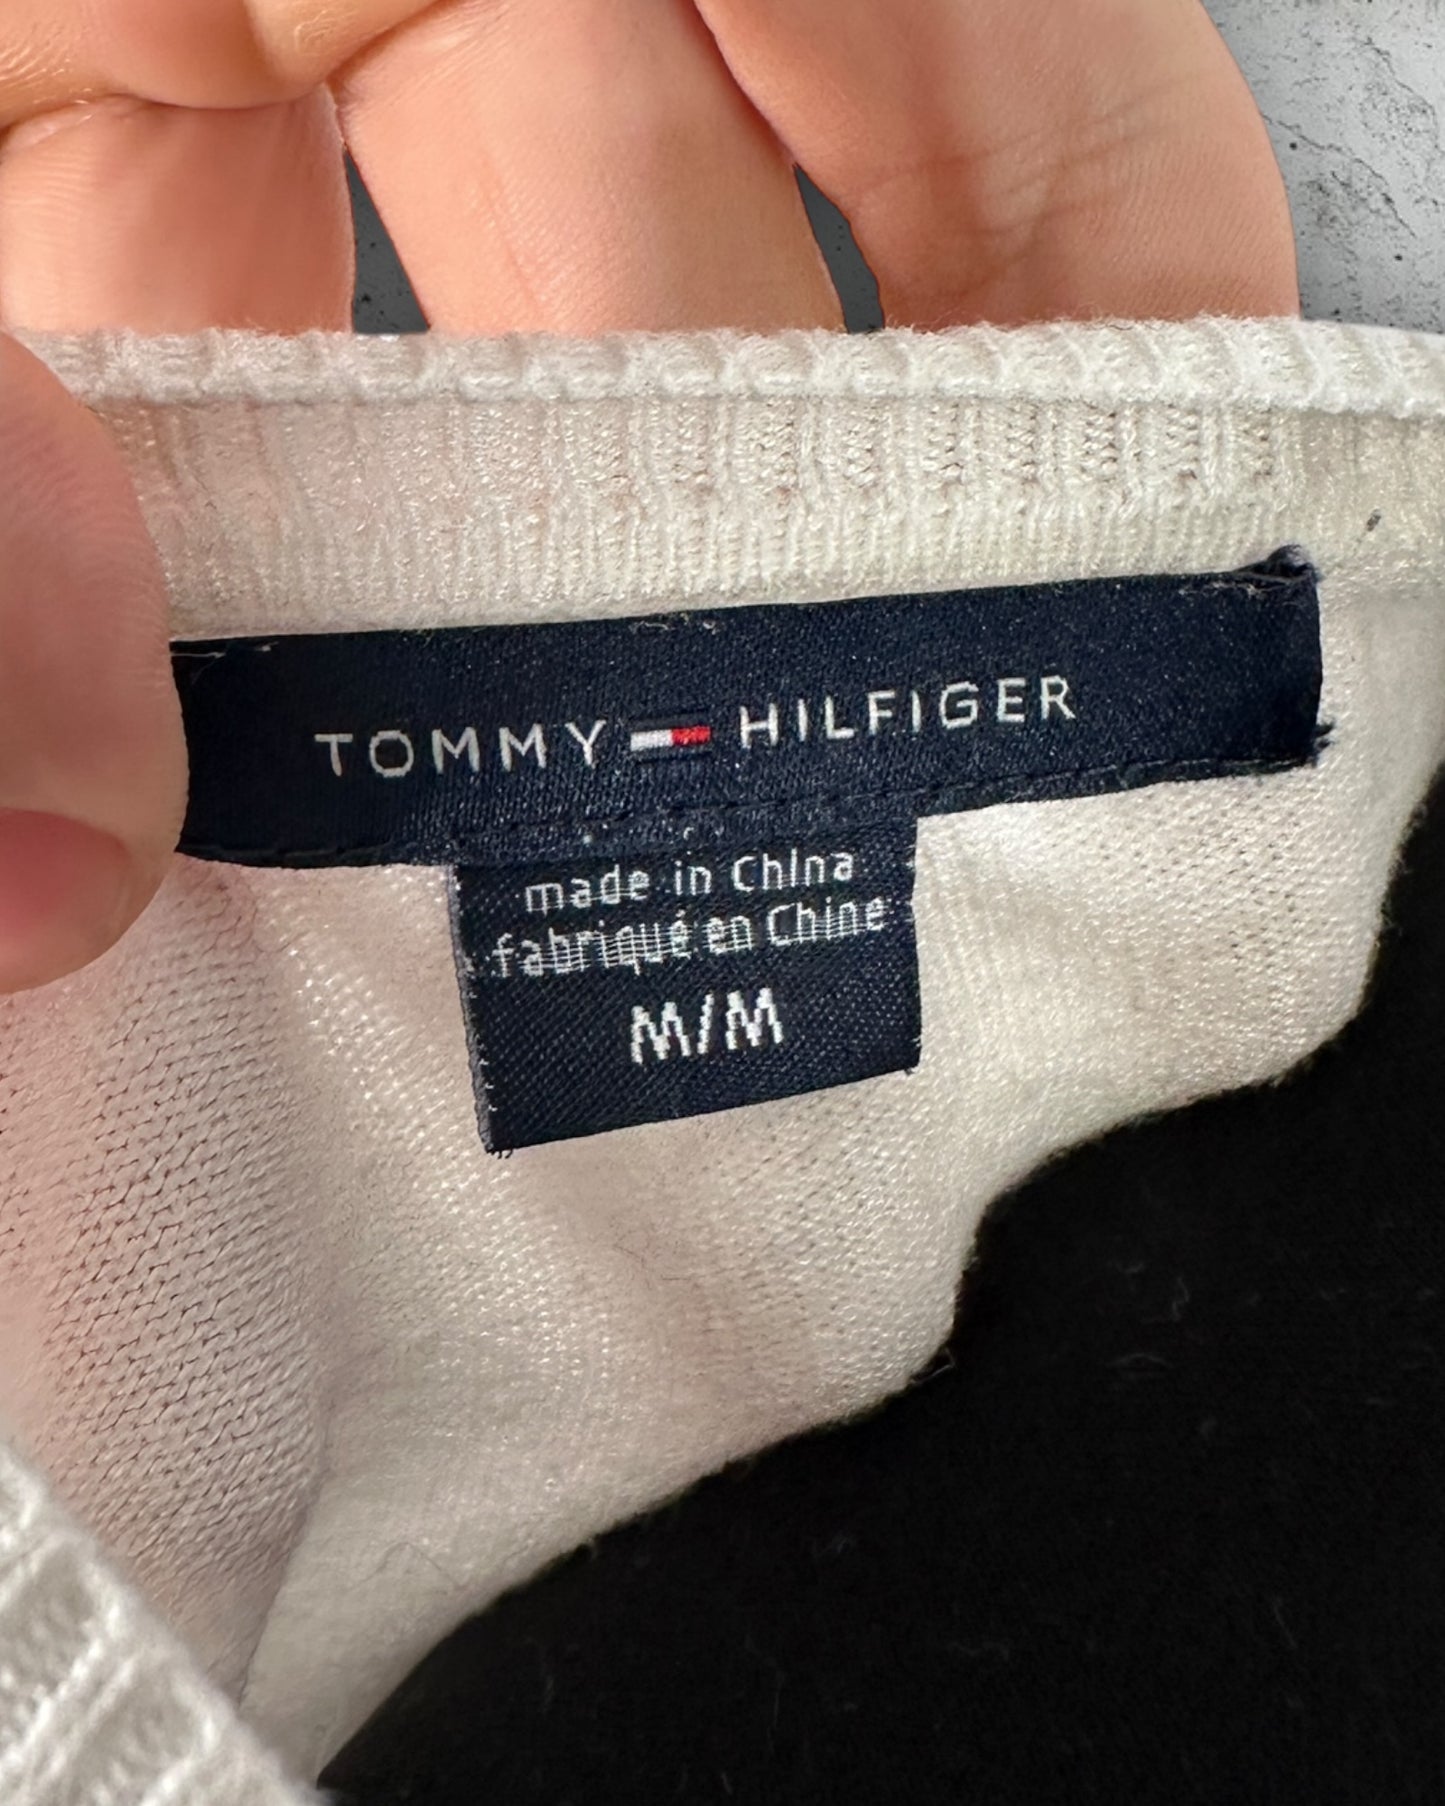 TOMMY HILFIGER
made in China
fabriqué en Chine
M/M